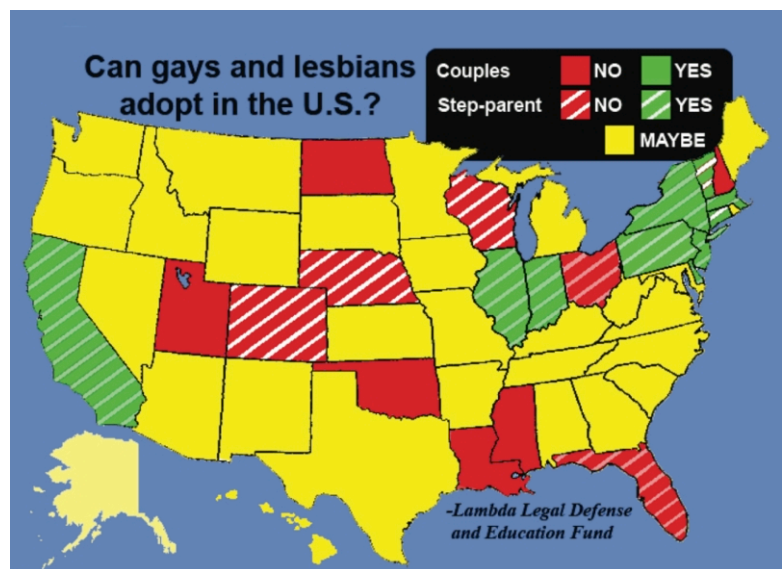 Can gays and lesbians
adopt in the U.S.?
Couples NO YES
Step-parent NO YES
MAYBE
-Lambda Legal Defense
and Education Fund